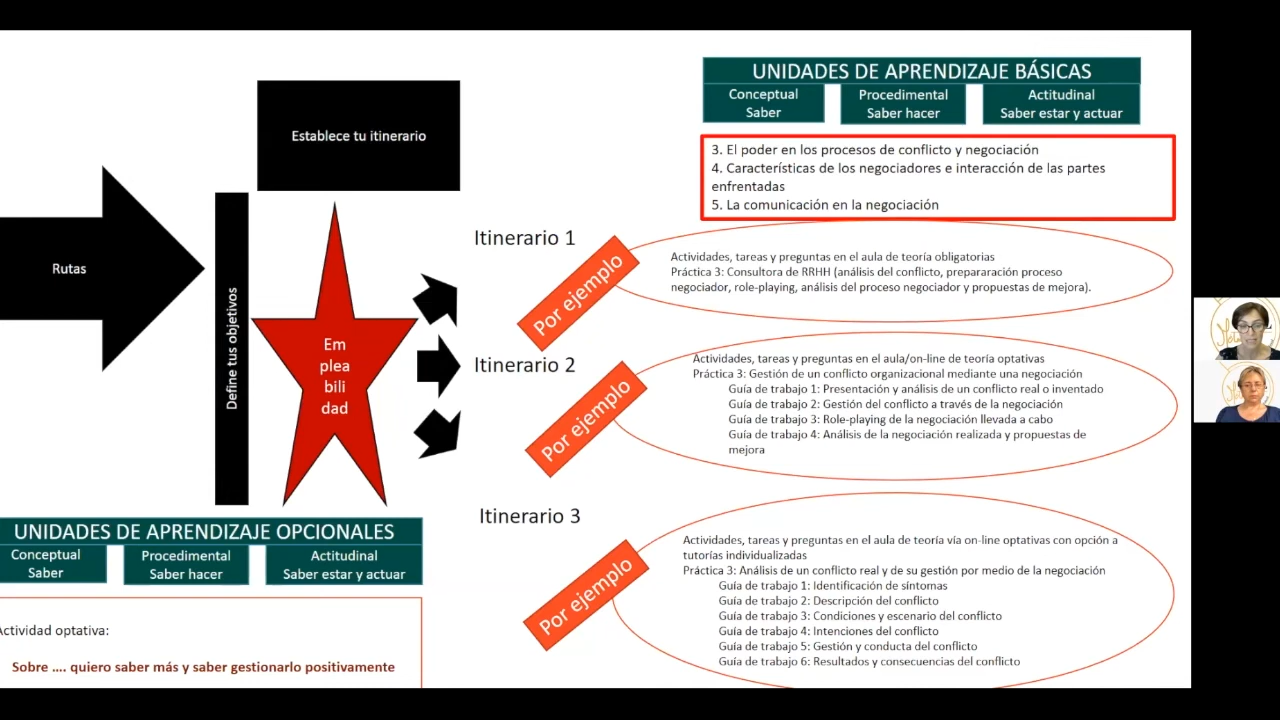 UNIDADES DE APRENDIZAJE BÁSICAS
Conceptual
Saber
Procedimental
Saber hacer
Actitudinal
Saber estar y actuar
Establece tu itinerario
3. El poder en los procesos de conflicto y negociación
4. Características de los negociadores e interacción de las partes
enfrentadas
5. La comunicación en la negociación
Rutas
Define tus objetivos
Em
plea
bili
dad
Itinerario 1
Por ejemplo
Actividades, tareas y preguntas en el aula de teoría obligatorias
Práctica 3: Consultora de RRHH (análisis del conflicto, prepararación proceso
negociador, role-playing, análisis del proceso negociador y propuestas de mejora).
Itinerario 2
Por ejemplo
Actividades, tareas y preguntas en el aula/on-line de teoría optativas
Práctica 3: Gestión de un conflicto organizacional mediante una negociación
Guía de trabajo 1: Presentación y análisis de un conflicto real o inventado
Guía de trabajo 2: Gestión del conflicto a través de la negociación
Guía de trabajo 3: Role-playing de la negociación llevada a cabo
Guía de trabajo 4: Análisis de la negociación realizada y propuestas de
mejora
Itinerario 3
Por ejemplo
Actividades, tareas y preguntas en el aula de teoría vía on-line optativas con opción a
tutorías individualizadas
Práctica 3: Análisis de un conflicto real y de su gestión por medio de la negociación
Guía de trabajo 1: Identificación de síntomas
Guía de trabajo 2: Descripción del conflicto
Guía de trabajo 3: Condiciones y escenario del conflicto
Guía de trabajo 4: Intenciones del conflicto
Guía de trabajo 5: Gestión y conducta del conflicto
Guía de trabajo 6: Resultados y consecuencias del conflicto
UNIDADES DE APRENDIZAJE OPCIONALES
Conceptual
Saber
Procedimental
Saber hacer
Actitudinal
Saber estar y actuar
Actividad optativa:
Sobre .... quiero saber más y saber gestionarlo positivamente